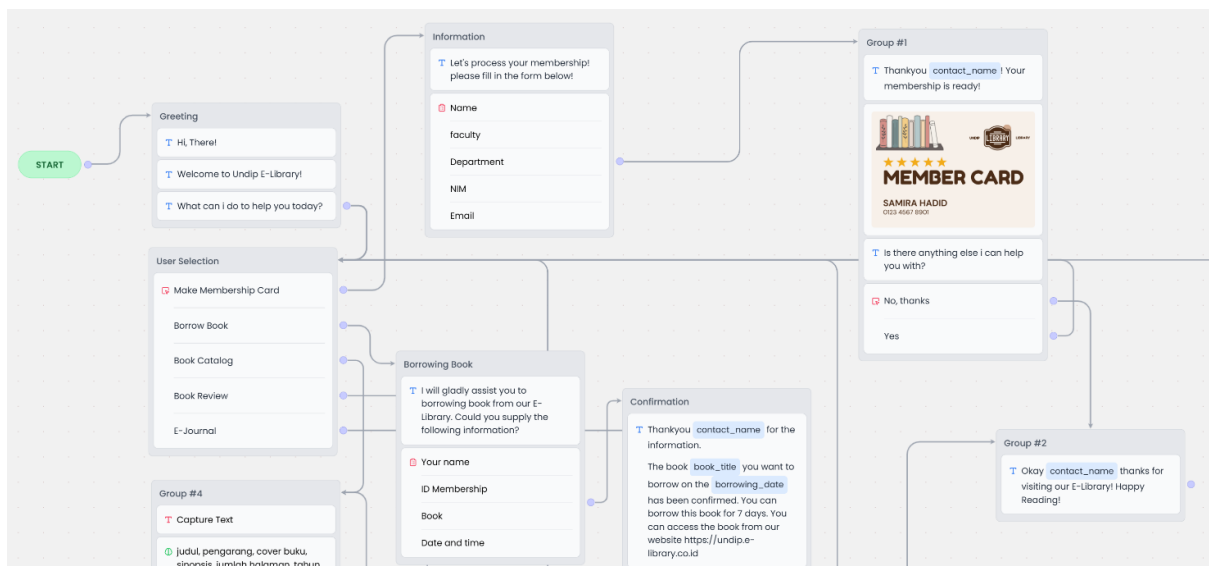 START
Greeting
Hi, There!
Welcome to Undip E-Library!
What can i do to help you today?
User Selection
Make Membership Card
Borrow Book
Book Catalog
Book Review
E-Journal
Group #4
Capture Text
judul, pengarang, cover buku,
sinopsis, jumlah halaman, tahun
Information
Let's process your membership!
please fill in the form below!
Name
faculty
Department
NIM
Email
Borrowing Book
I will gladly assist you to
borrowing book from our E-
Library. Could you supply the
following information?
Your name
ID Membership
Book
Date and time
Confirmation
Thankyou contact_name for the
information.
The book book_title you want to
borrow on the borrowing_date
has been confirmed. You can
borrow this book for 7 days. You
can access the book from our
website https://undip.e-
library.co.id
Group #1
Thankyou contact_name! Your
membership is ready!
UNDIP LIBRARY LIBRARY
MEMBER CARD
SAMIRA HADID
0123 4567 8901
is there anything else i can help
you with?
No, thanks
Yes
Group #2
Okay contact_name thanks for
visiting our E-Library! Happy
Reading!